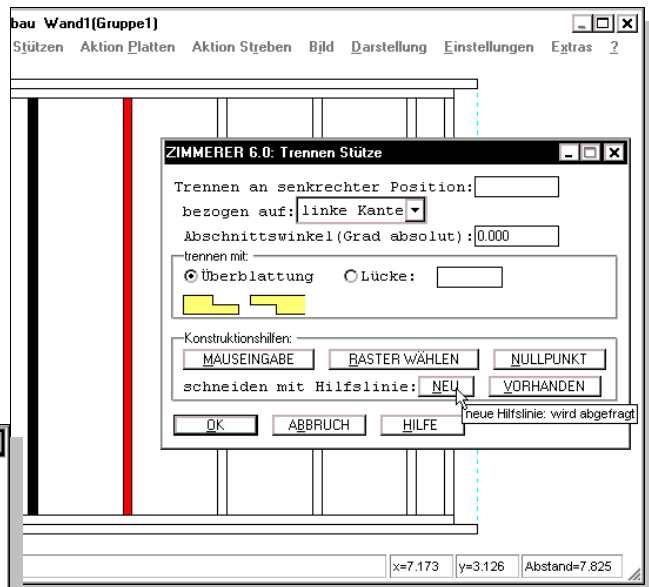 bau Wand1(Gruppe1)
Stützen Aktion Platten Aktion Streben Bild Darstellung Einstellungen Extras ?
ZIMMERER 6.0: Trennen Stütze
Trennen an senkrechter Position:
bezogen auf: linke Kante
Abschnittswinkel(Grad absolut): 0.000
trennen mit:
Überblattung Lücke:
Konstruktionshilfen:
MAUSEINGABE RASTER WÄHLEN NULLPUNKT
schneiden mit Hilfslinie: NEU VORHANDEN
neue Hilfslinie: wird abgefragt
OK ABBRUCH HILFE
x=7.173 y=3.126 Abstand=7.825